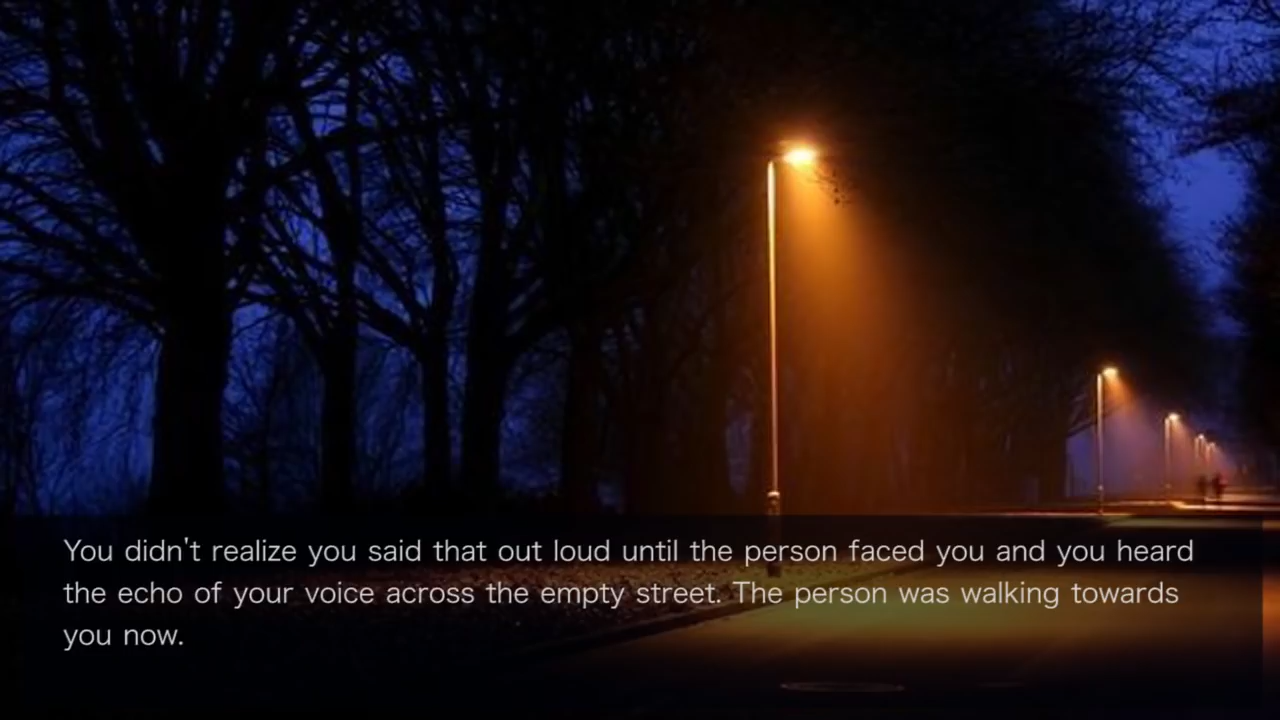 You didn't realize you said that out loud until the person faced you and you heard
the echo of your voice across the empty street. The person was walking towards
you now.